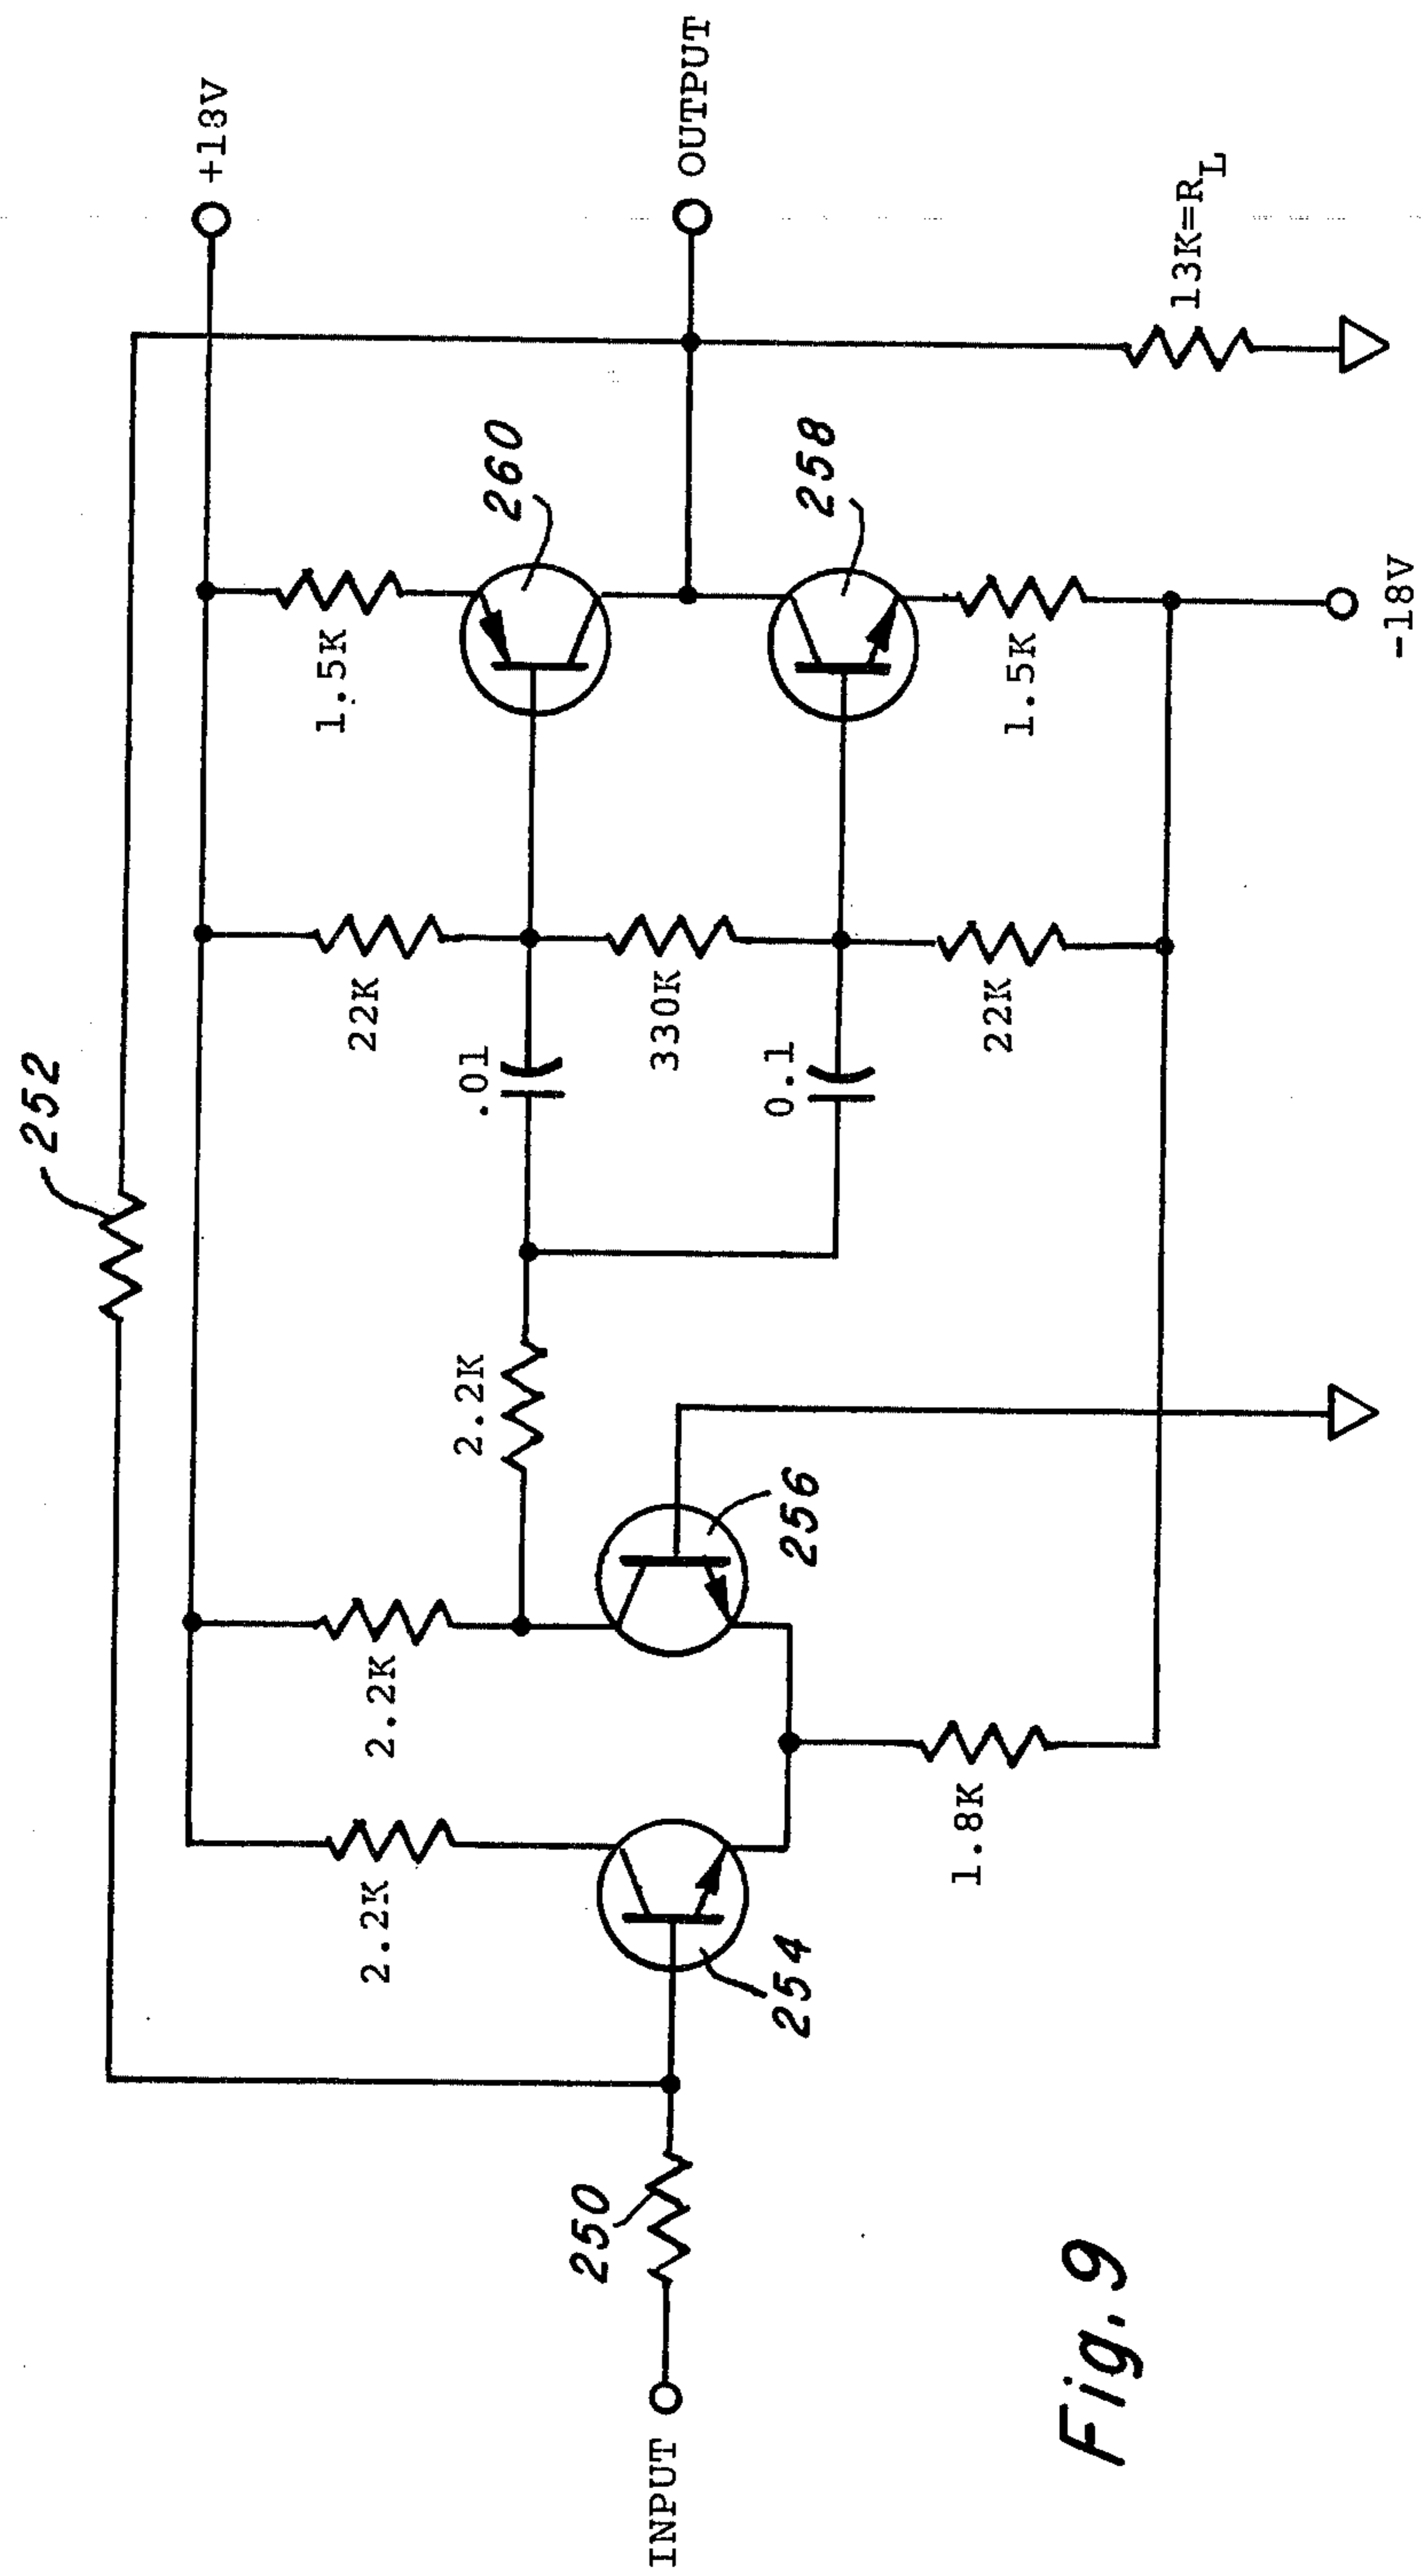 252
+18V
2.2K
2.2K
22K
1.5K
260
2.2K
.01
330K
OUTPUT
INPUT
250
254
256
0.1
258
1.8K
22K
1.5K
13K=RL
-18V
Fig. 9